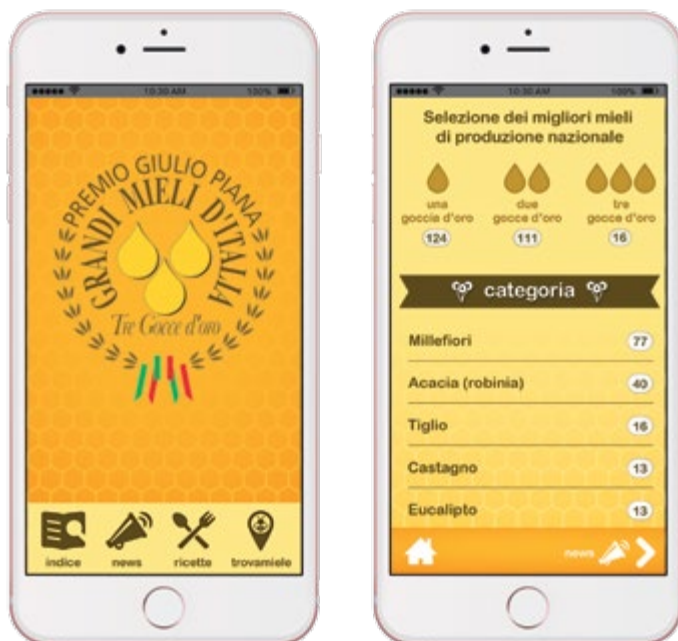 10:30 AM
100%
PREMIO GIULIO PIANA
GRANDI MIELI D'ITALIA
Tre Gocce d'oro
indice
news
ricette
trovamiele
10:30 AM
100%
Selezione dei migliori mieli
di produzione nazionale
una
goccia d'oro
124
due
gocce d'oro
111
tre
gocce d'oro
16
categoria
Millefiori 77
Acacia (robinia) 40
Tiglio 16
Castagno 13
Eucalipto 13
news